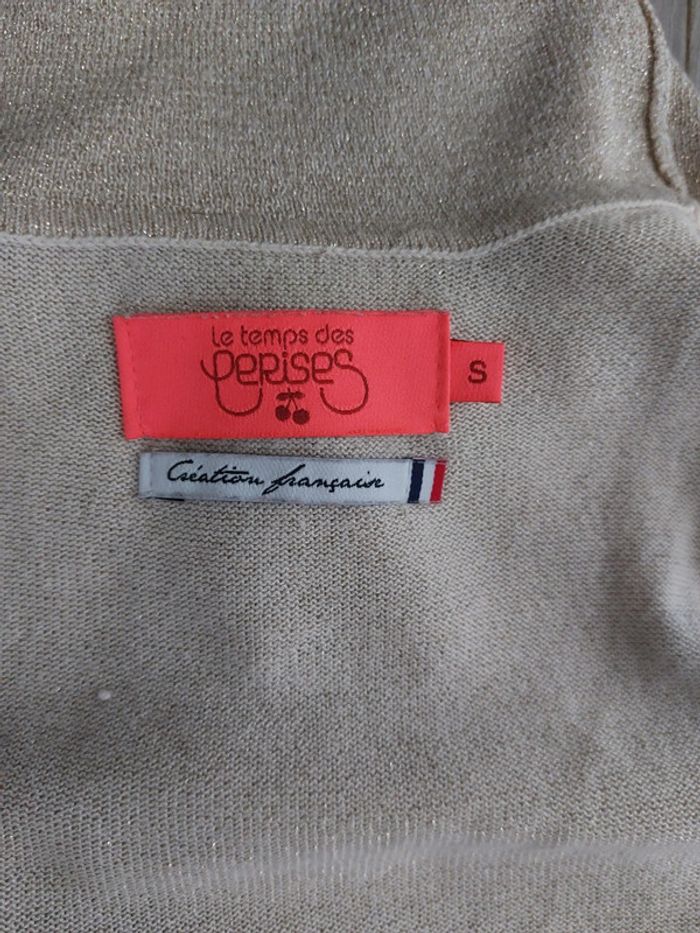 Le temps des
cerises
S
Création française